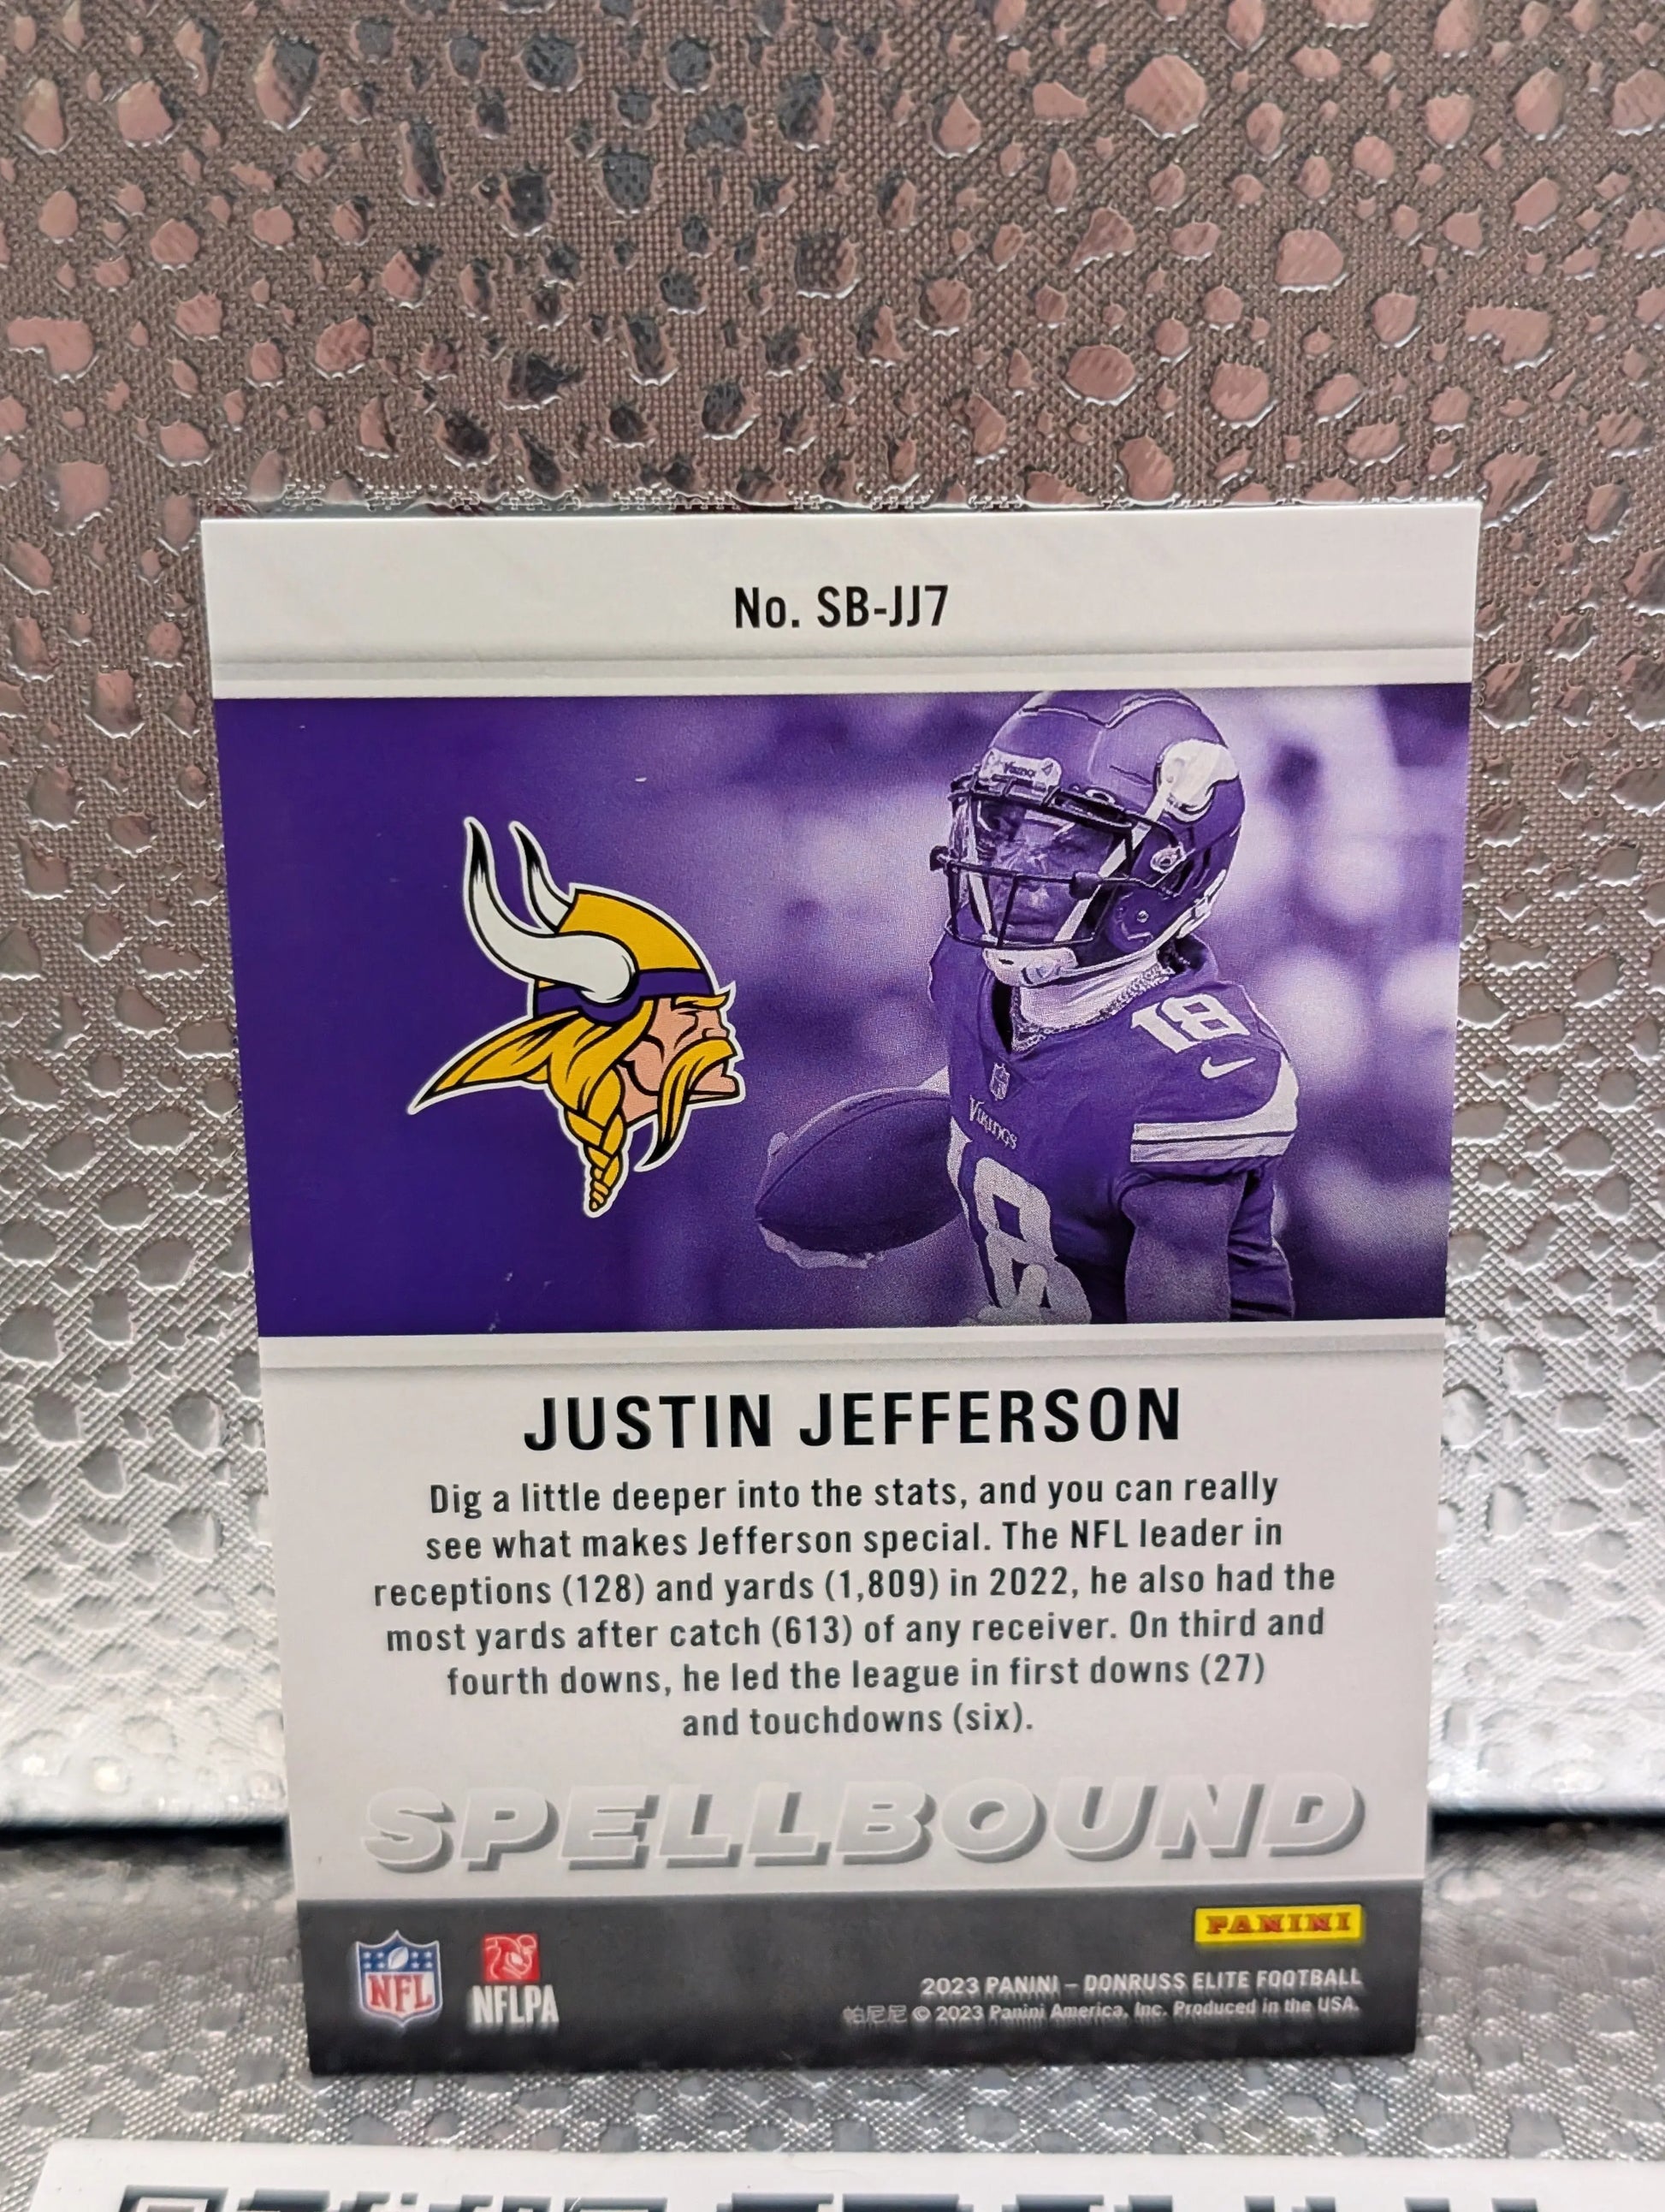 No. SB-JJ7
VIKINGS
18
VIKINGS
18
JUSTIN JEFFERSON
Dig a little deeper into the stats, and you can really
see what makes Jefferson special. The NFL leader in
receptions (128) and yards (1,809) in 2022, he also had the
most yards after catch (613) of any receiver. On third and
fourth downs, he led the league in first downs (27)
and touchdowns (six).
SPELLBOUND
PANINI
NFL
NFLPA
2023 PANINI – DONRUSS ELITE FOOTBALL
帕尼尼 © 2023 Panini America, Inc. Produced in the USA.